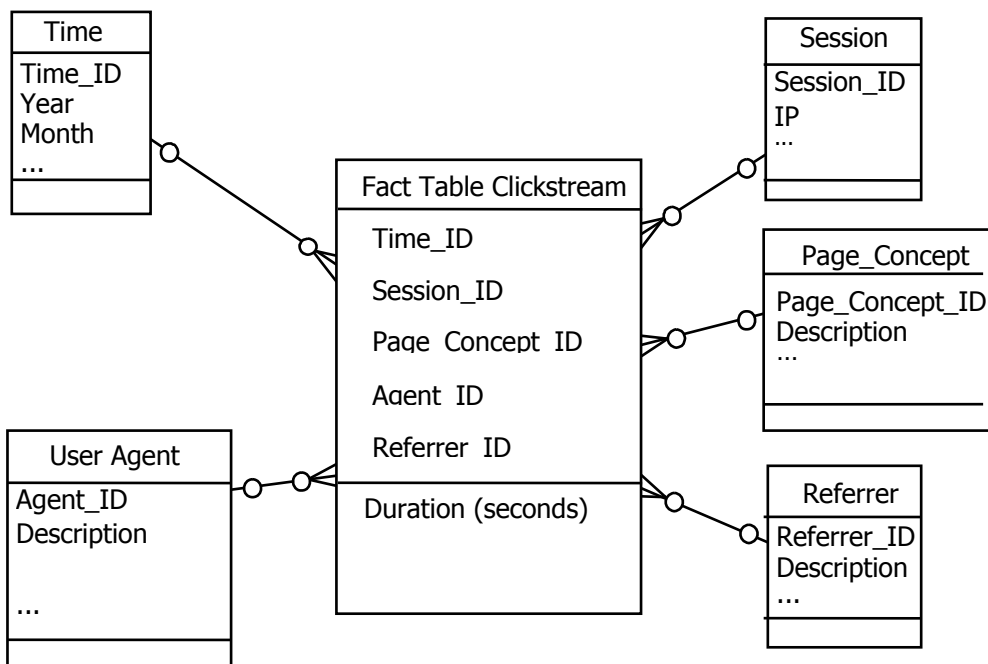 Time
Time_ID
Year
Month
...
Session
Session_ID
IP
...
Fact Table Clickstream
Time_ID
Session_ID
Page_Concept_ID
Agent_ID
Referrer_ID
Duration (seconds)
Page_Concept
Page_Concept_ID
Description
...
User Agent
Agent_ID
Description
...
Referrer
Referrer_ID
Description
...